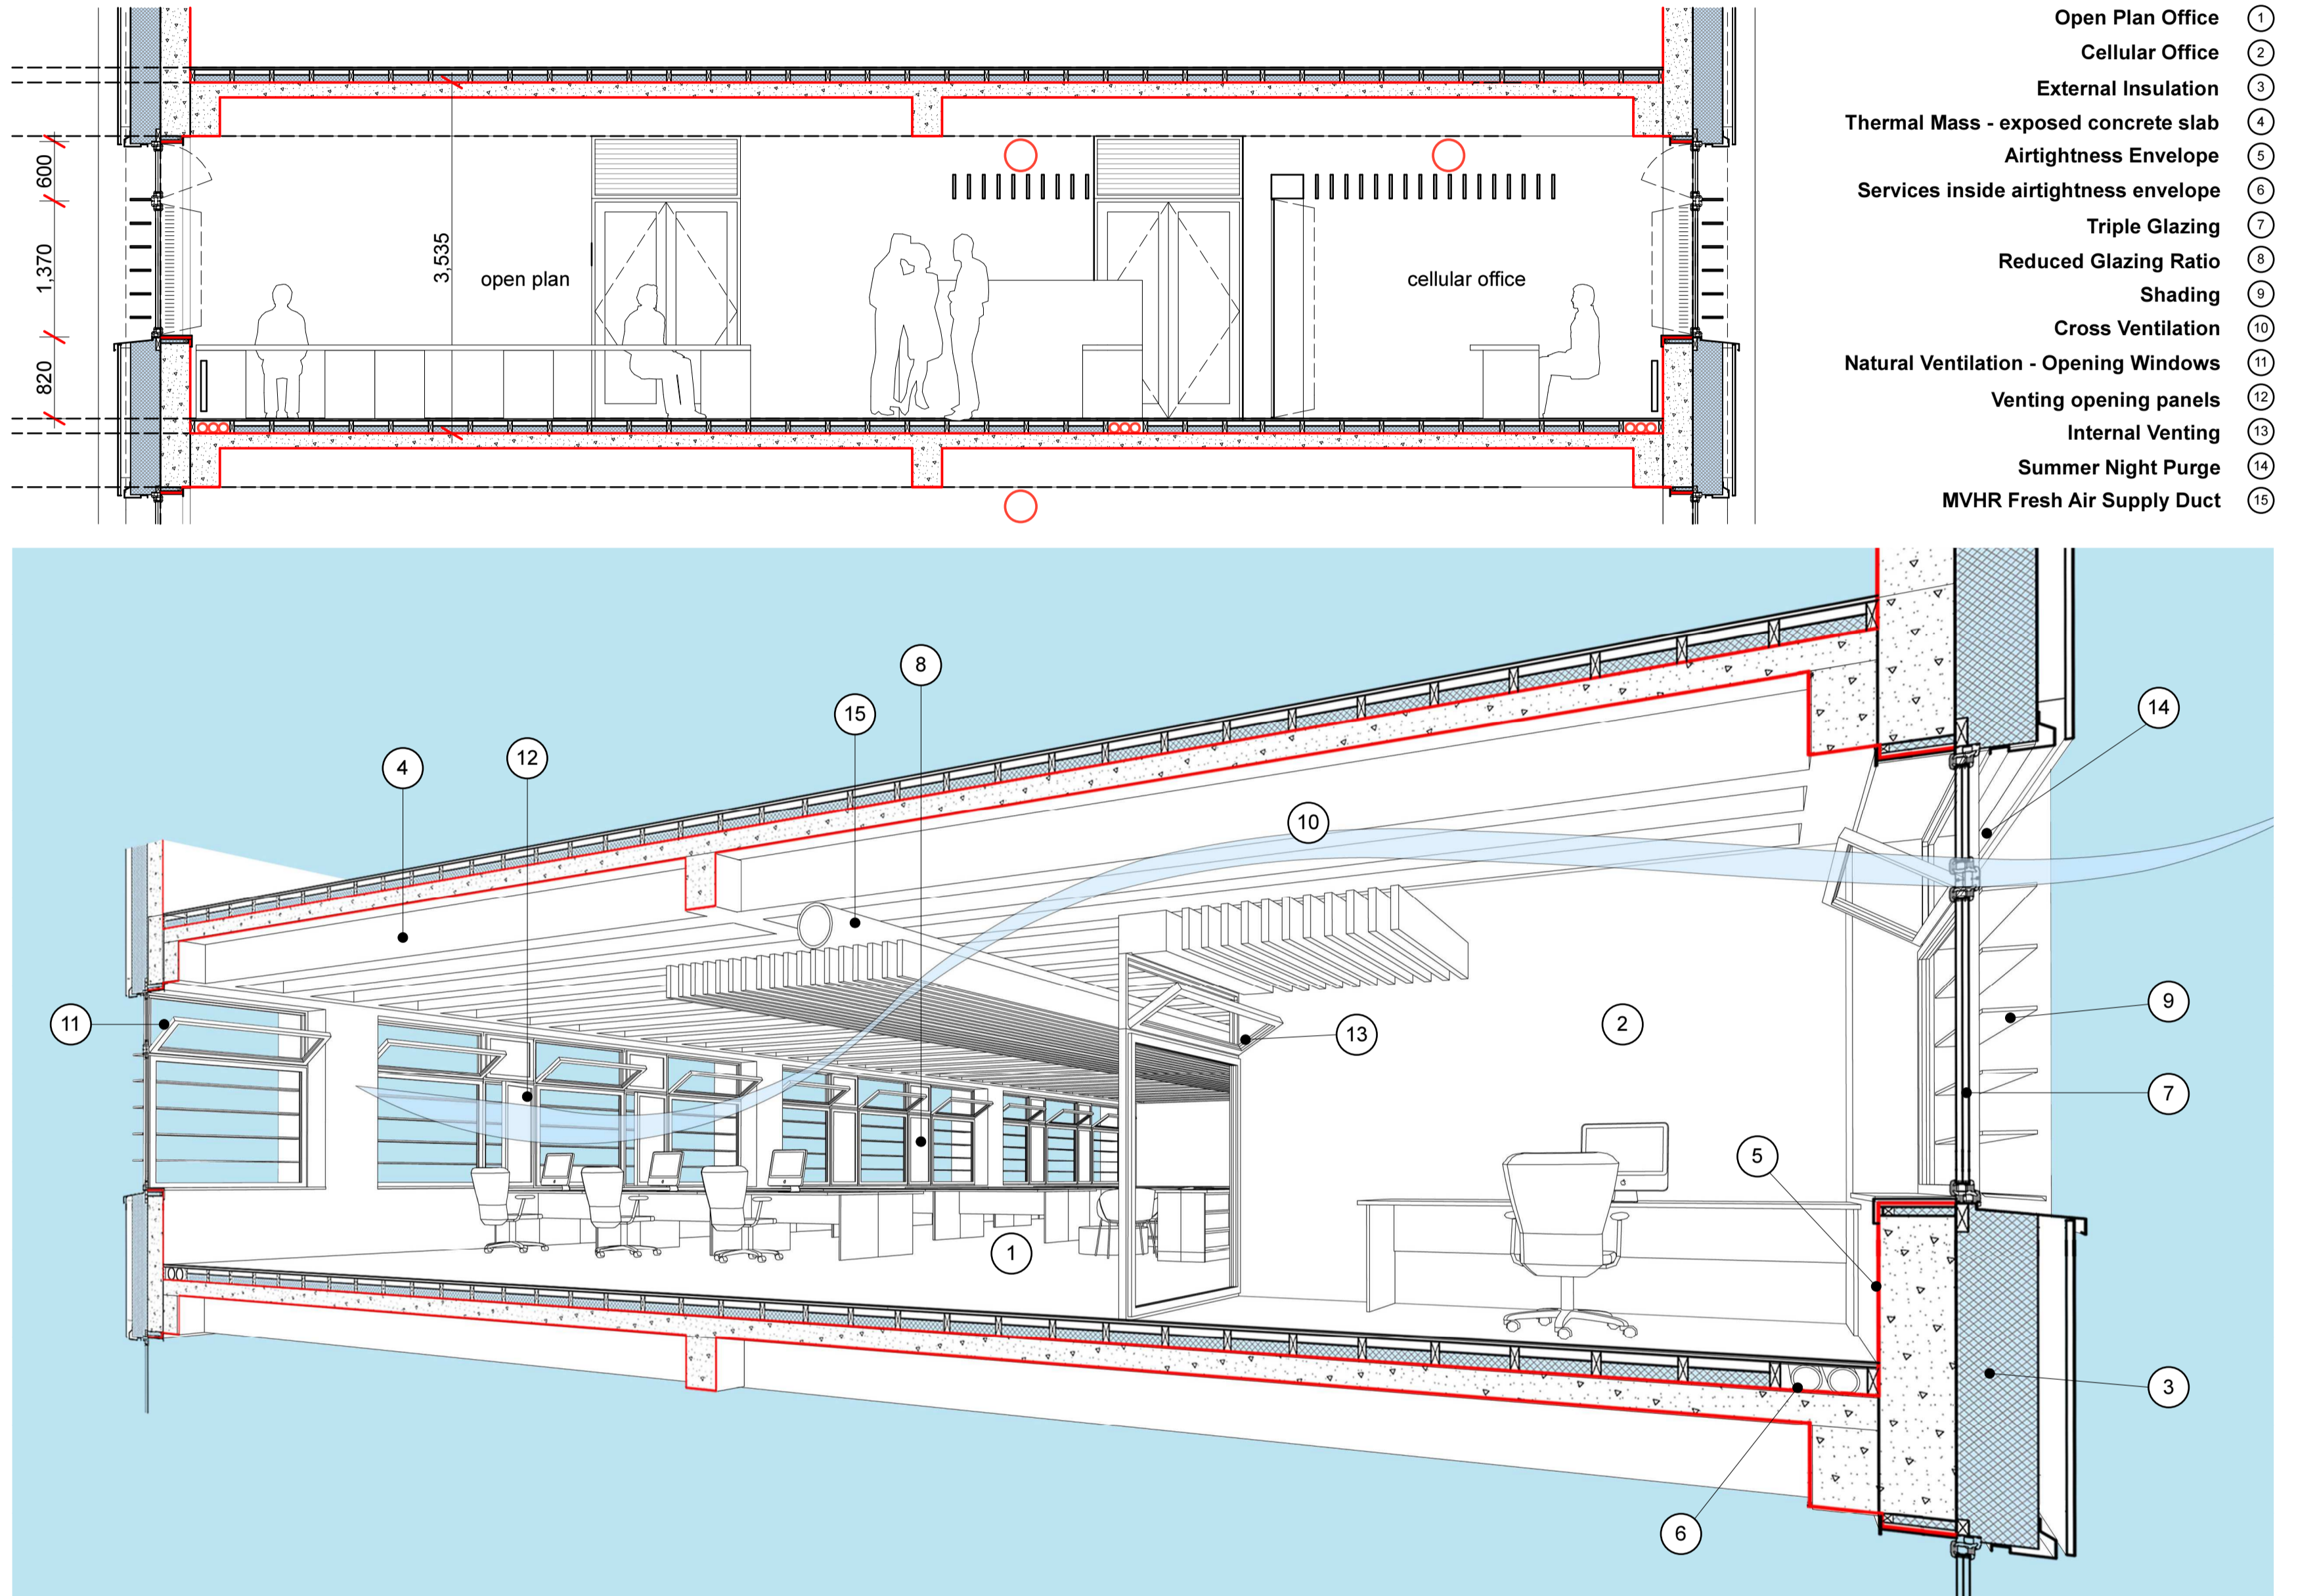 Open Plan Office 1
Cellular Office 2
External Insulation 3
Thermal Mass - exposed concrete slab 4
Airtightness Envelope 5
Services inside airtightness envelope 6
Triple Glazing 7
Reduced Glazing Ratio 8
Shading 9
Cross Ventilation 10
Natural Ventilation - Opening Windows 11
Venting opening panels 12
Internal Venting 13
Summer Night Purge 14
MVHR Fresh Air Supply Duct 15
600
1,370
820
3,535
open plan
cellular office
8
15
14
12
4
10
9
11
2
13
7
5
1
3
6